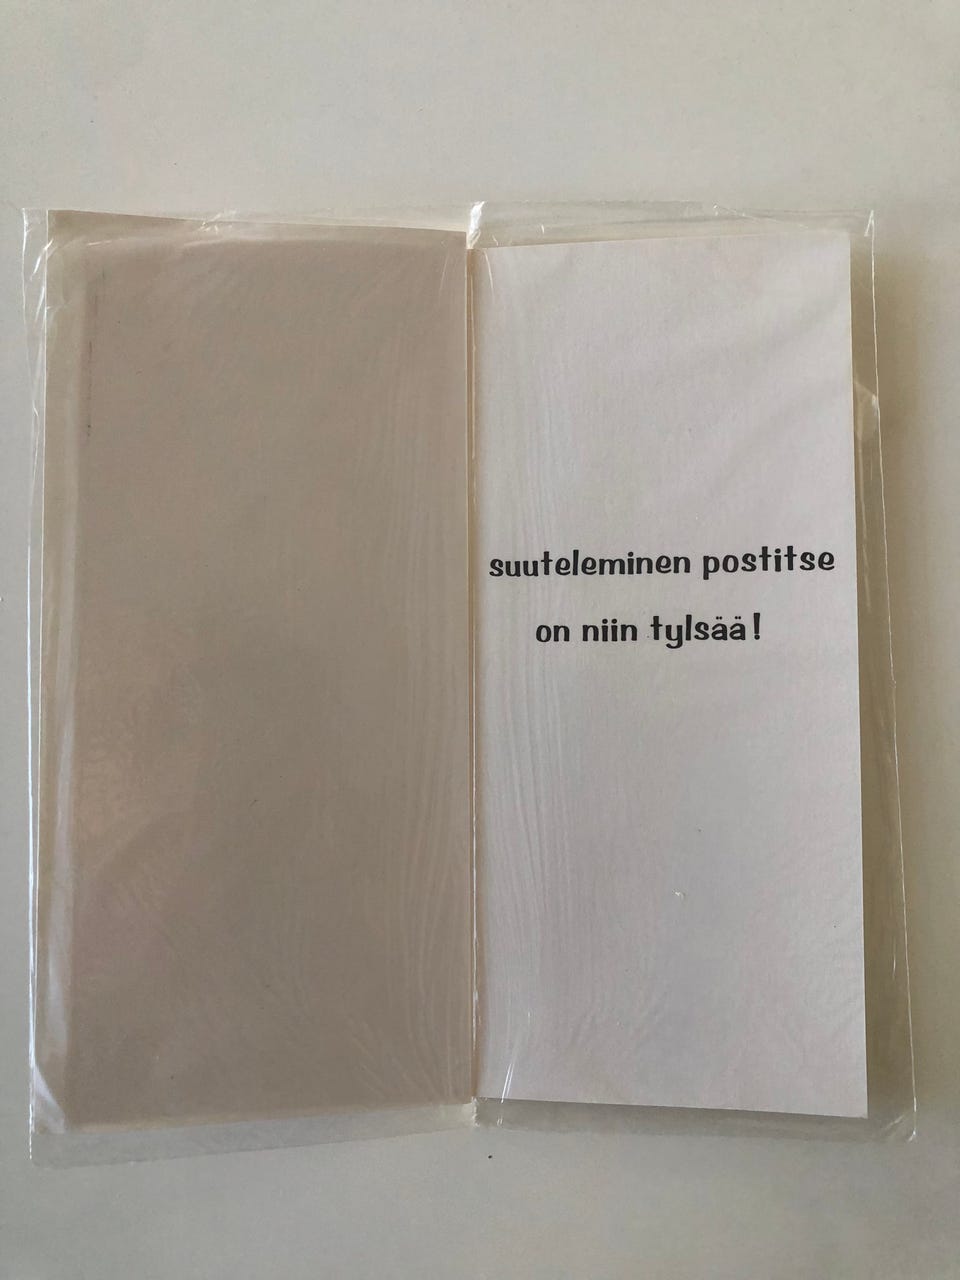 suuteleminen postitse
on niin tylsää!